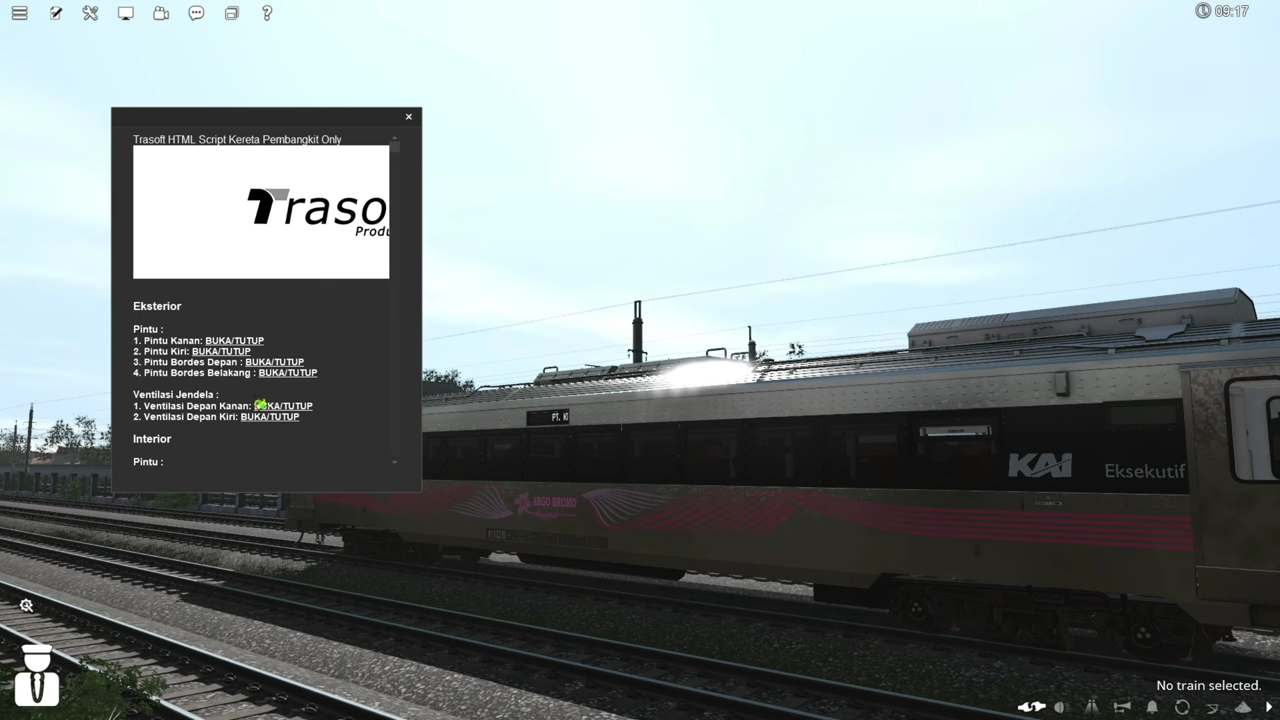 09:17
×
Trasoft HTML Script Kereta Pembangkit Only
Traso
Produ
Eksterior
Pintu :
1. Pintu Kanan: BUKA/TUTUP
2. Pintu Kiri: BUKA/TUTUP
3. Pintu Bordes Depan : BUKA/TUTUP
4. Pintu Bordes Belakang : BUKA/TUTUP
Ventilasi Jendela :
1. Ventilasi Depan Kanan: BUKA/TUTUP
2. Ventilasi Depan Kiri: BUKA/TUTUP
Interior
Pintu :
PT. KI
KAI
Eksekutif
ARGO BROMO
No train selected.